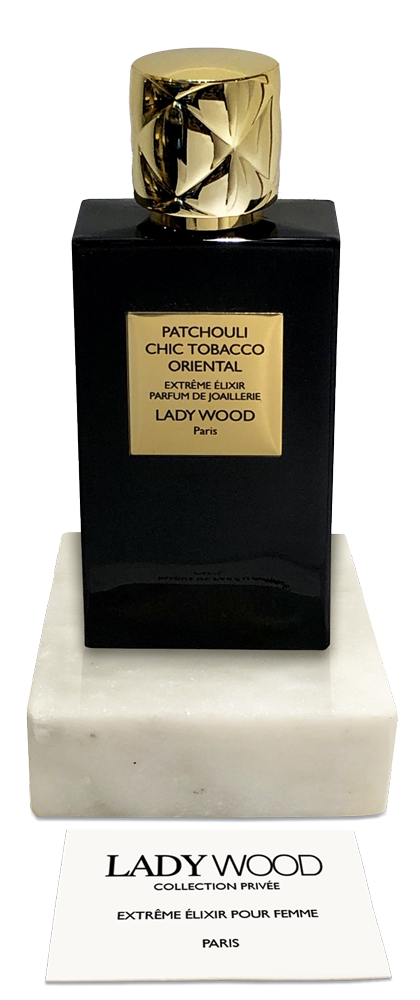 PATCHOULI
CHIC TOBACCO
ORIENTAL
EXTRÊME ÉLIXIR
PARFUM DE JOAILLERIE
LADY WOOD
Paris
LADY WOOD
COLLECTION PRIVÉE
EXTRÊME ÉLIXIR POUR FEMME
PARIS